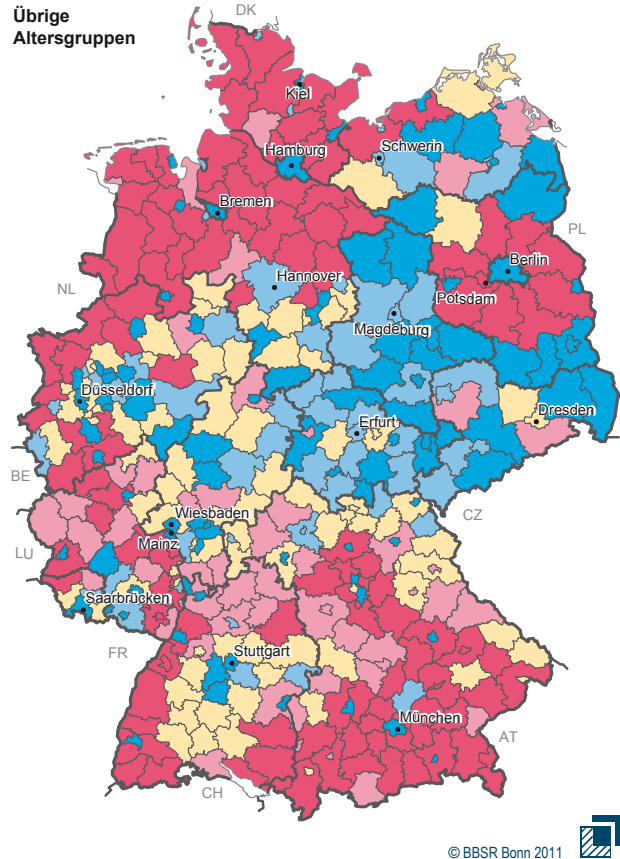 Übrige
Altersgruppen
DK
Kiel
Hamburg
Schwerin
Bremen
PL
Berlin
Hannover
NL
Potsdam
Magdeburg
Düsseldorf
Dresden
Erfurt
BE
Wiesbaden
CZ
Mainz
LU
Saarbrücken
FR
Stuttgart
München
AT
CH
© BBSR Bonn 2011